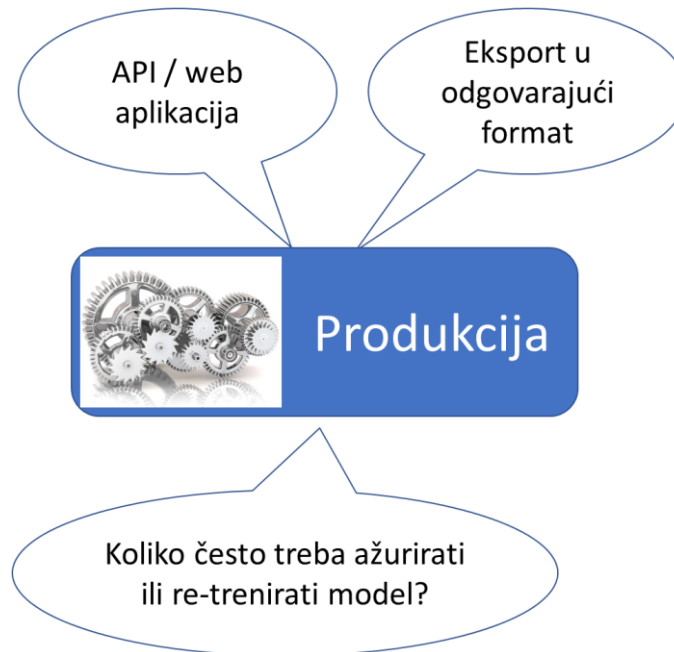 API / web
aplikacija
Eksport u
odgovarajući
format
Produkcija
Koliko često treba ažurirati
ili re-trenirati model?